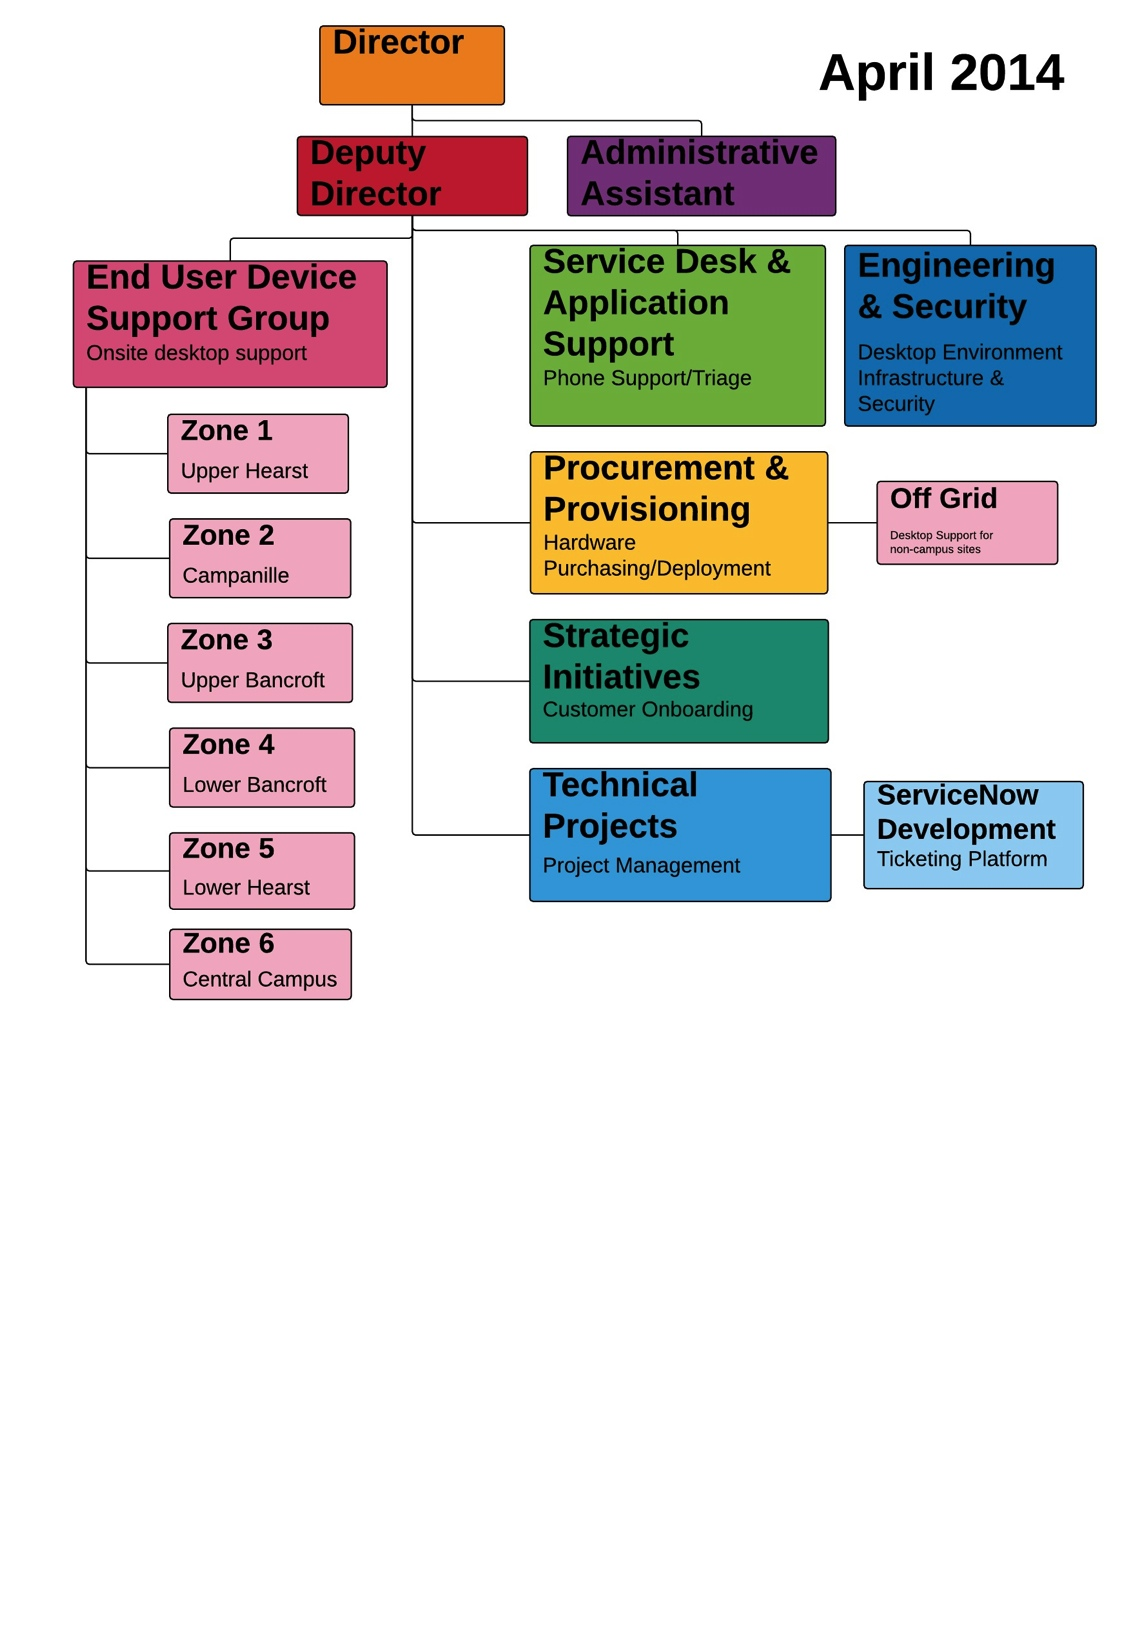 Director
April 2014
Deputy
Director
Administrative
Assistant
End User Device
Support Group
Onsite desktop support
Service Desk &
Application
Support
Phone Support/Triage
Engineering
& Security
Desktop Environment
Infrastructure &
Security
Zone 1
Upper Hearst
Zone 2
Campanille
Zone 3
Upper Bancroft
Zone 4
Lower Bancroft
Zone 5
Lower Hearst
Zone 6
Central Campus
Procurement &
Provisioning
Hardware
Purchasing/Deployment
Off Grid
Desktop Support for
non-campus sites
Strategic
Initiatives
Customer Onboarding
Technical
Projects
Project Management
ServiceNow
Development
Ticketing Platform